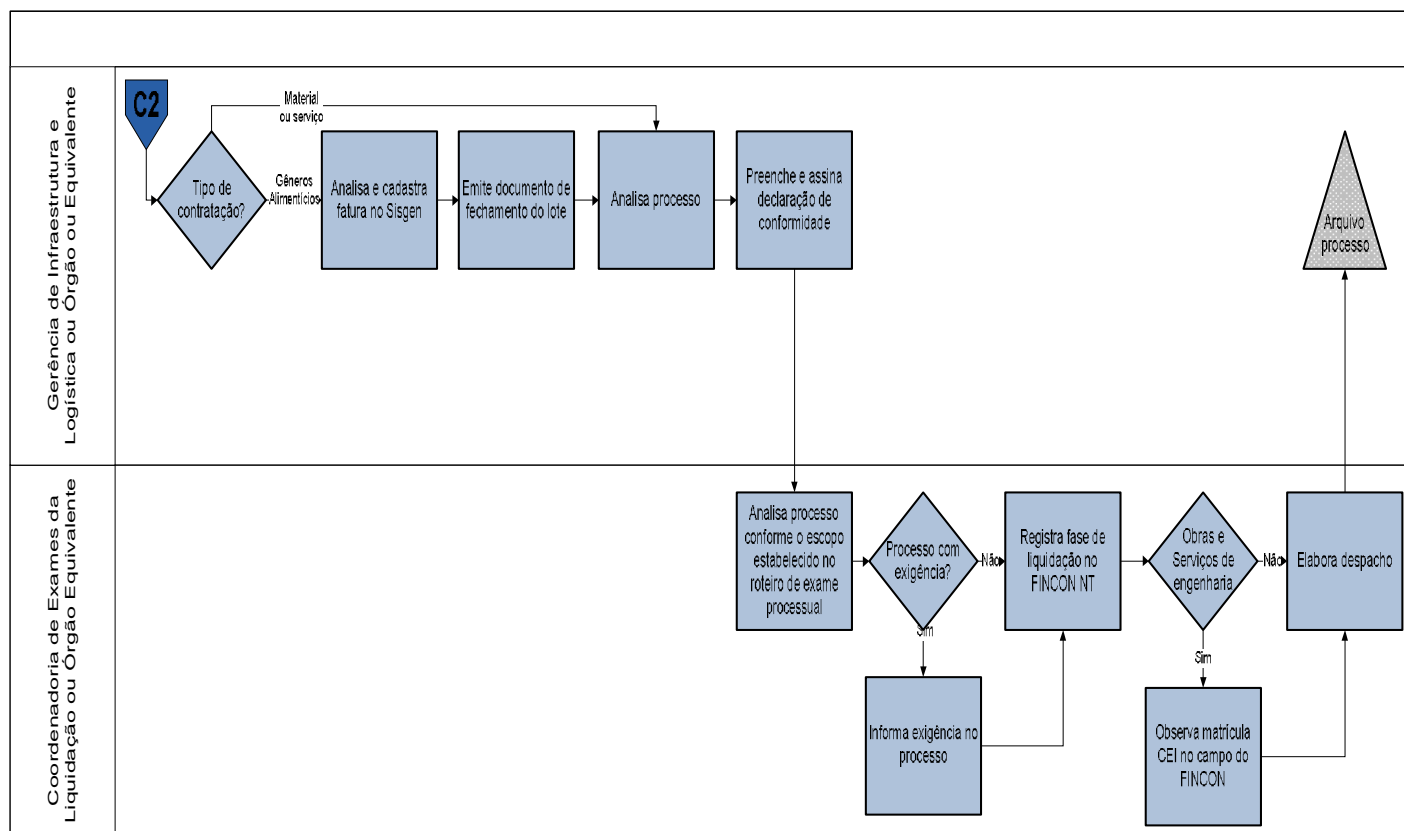 Gerência de Infraestrutura e
Logística ou Órgão ou Equivalente
C2
Tipo de
contratação?
Material
ou serviço
Gêneros
Alimentícios
Analisa e cadastra
fatura no Sisgen
Emite documento de
fechamento do lote
Analisa processo
Preenche e assina
declaração de
conformidade
Arquivo
processo
Coordenadoria de Exames da
Liquidação ou Órgão Equivalente
Analisa processo
conforme o escopo
estabelecido no
roteiro de exame
processual
Processo com
exigência?
Não
Sim
Informa exigência no
processo
Registra fase de
liquidação no
FINCON NT
Obras e
Serviços de
engenharia
Não
Sim
Observa matrícula
CEI no campo do
FINCON
Elabora despacho